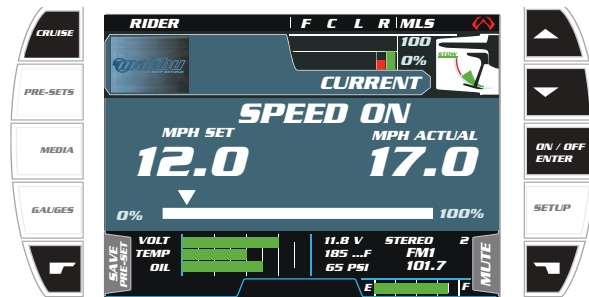 CRUISE
PRE-SETS
MEDIA
GAUGES
RIDER F C L R MLS
100
0%
STOW
malibu
CURRENT
SPEED ON
MPH SET MPH ACTUAL
12.0 17.0
0% 100%
SAVE PRE-SET
VOLT 11.8 V STEREO 2
TEMP 185 ...F FM1
OIL 65 PSI 101.7
MUTE
E F
ON / OFF
ENTER
SETUP